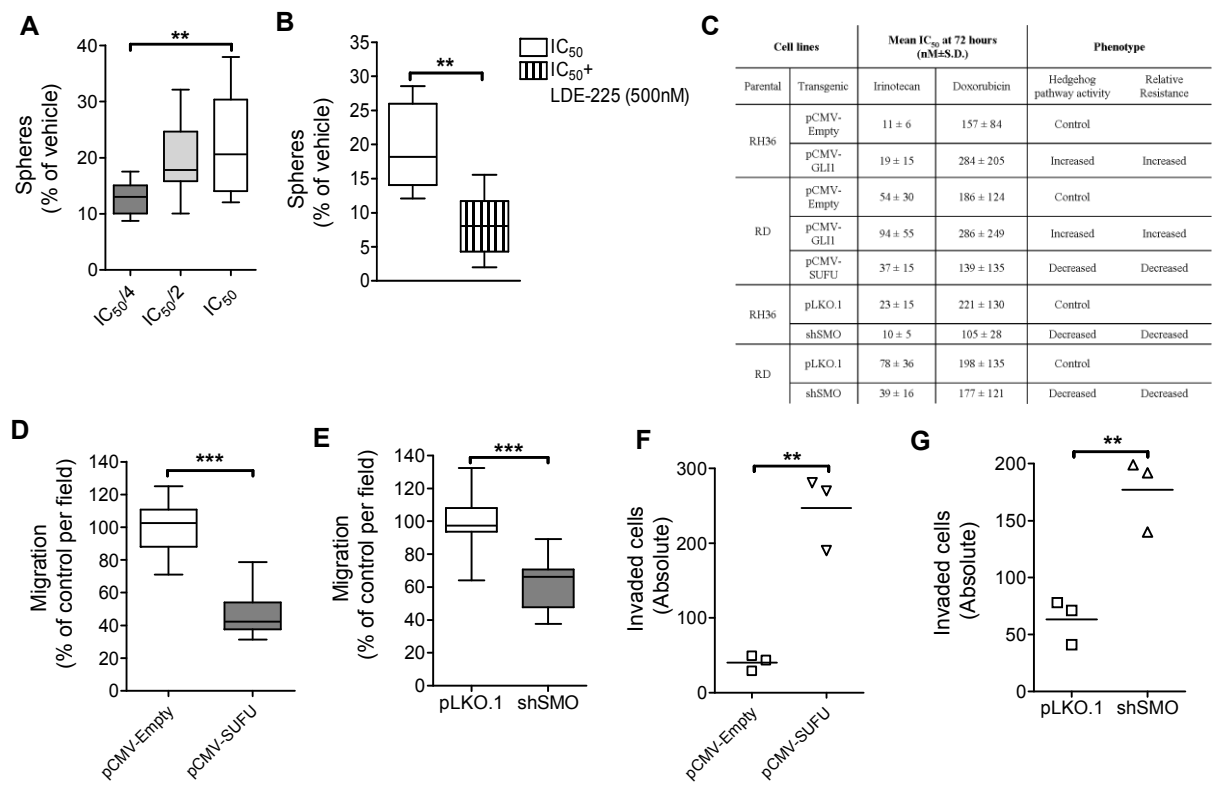 A
**
Spheres
(% of vehicle)
40
30
20
10
0
IC50/4
IC50/2
IC50
B
**
Spheres
(% of vehicle)
35
30
25
20
15
10
5
0
IC50
IC50+
LDE-225 (500nM)
C
Cell lines
Mean IC50 at 72 hours
(nM±S.D.)
Phenotype
Parental
Transgenic
Irinotecan
Doxorubicin
Hedgehog
pathway activity
Relative
Resistance
RH36
pCMV-
Empty
11 ± 6
157 ± 84
Control
pCMV-
GLI1
19 ± 15
284 ± 205
Increased
Increased
RD
pCMV-
Empty
54 ± 30
186 ± 124
Control
pCMV-
GLI1
94 ± 55
286 ± 249
Increased
Increased
pCMV-
SUFU
37 ± 15
139 ± 135
Decreased
Decreased
RH36
pLKO.1
23 ± 15
221 ± 130
Control
shSMO
10 ± 5
105 ± 28
Decreased
Decreased
RD
pLKO.1
78 ± 36
198 ± 135
Control
shSMO
39 ± 16
177 ± 121
Decreased
Decreased
D
***
Migration
(% of control per field)
140
120
100
80
60
40
20
0
pCMV-Empty
pCMV-SUFU
E
***
Migration
(% of control per field)
140
120
100
80
60
40
20
0
pLKO.1
shSMO
F
**
Invaded cells
(Absolute)
300
200
100
0
pCMV-Empty
pCMV-SUFU
G
**
Invaded cells
(Absolute)
200
150
100
50
0
pLKO.1
shSMO